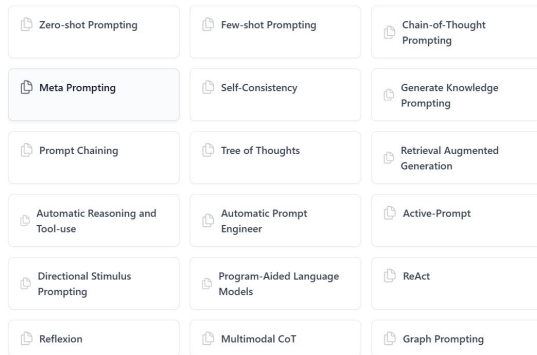 Zero-shot Prompting
Few-shot Prompting
Chain-of-Thought
Prompting
Meta Prompting
Self-Consistency
Generate Knowledge
Prompting
Prompt Chaining
Tree of Thoughts
Retrieval Augmented
Generation
Automatic Reasoning and
Tool-use
Automatic Prompt
Engineer
Active-Prompt
Directional Stimulus
Prompting
Program-Aided Language
Models
ReAct
Reflexion
Multimodal CoT
Graph Prompting